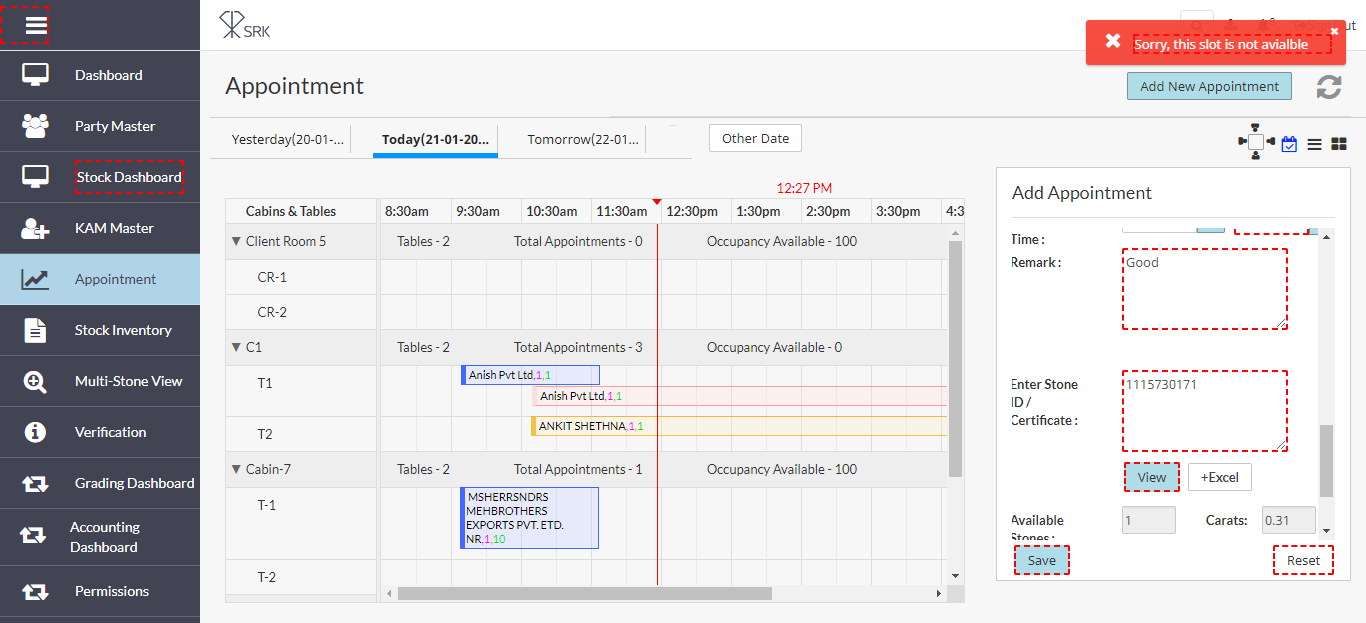 SRK
Sorry, this slot is not avialble
Dashboard
Party Master
Stock Dashboard
KAM Master
Appointment
Stock Inventory
Multi-Stone View
Verification
Grading Dashboard
Accounting
Dashboard
Permissions
Appointment
Add New Appointment
Yesterday(20-01-...
Today(21-01-20...
Tomorrow(22-01...
Other Date
12:27 PM
Cabins & Tables
8:30am
9:30am
10:30am
11:30am
12:30pm
1:30pm
2:30pm
3:30pm
4:3
Client Room 5
Tables - 2
Total Appointments - 0
Occupancy Available - 100
CR-1
CR-2
C1
Tables - 2
Total Appointments - 3
Occupancy Available - 0
T1
Anish Pvt Ltd,1,1
Anish Pvt Ltd,1,1
T2
ANKIT SHETHNA,1,1
Cabin-7
Tables - 2
Total Appointments - 1
Occupancy Available - 100
T-1
MSHERRSNDRS
MEHBROTHERS
EXPORTS PVT. ETD.
NR,1,10
T-2
Add Appointment
Time :
Remark :
Good
Enter Stone
ID /
Certificate :
1115730171
View
+Excel
Available
Stones :
1
Carats:
0.31
Save
Reset